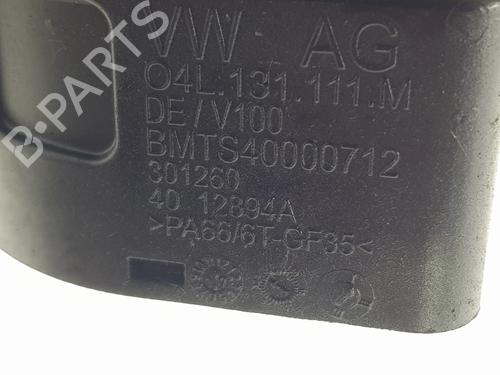 VW AG
04L.131.111.M
DE/V100
BMTS40000712
301260
40 12894A
>PA66/6T-GF35<
B-PARTS